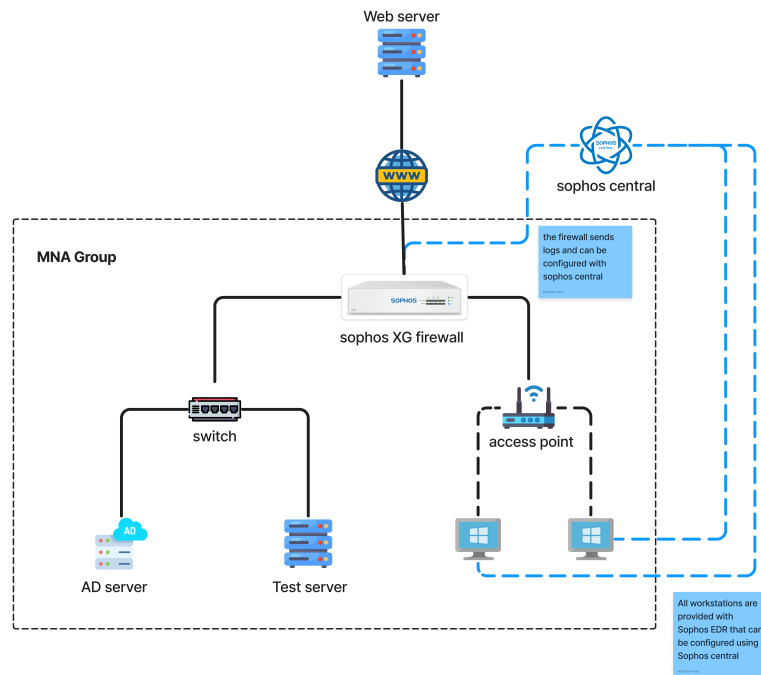 Web server
WWW
SOPHOS
CENTRAL
sophos central
MNA Group
the firewall sends
logs and can be
configured with
sophos central
SOPHOS
sophos XG firewall
switch
access point
AD
AD server
Test server
All workstations are
provided with
Sophos EDR that can
be configured using
Sophos central